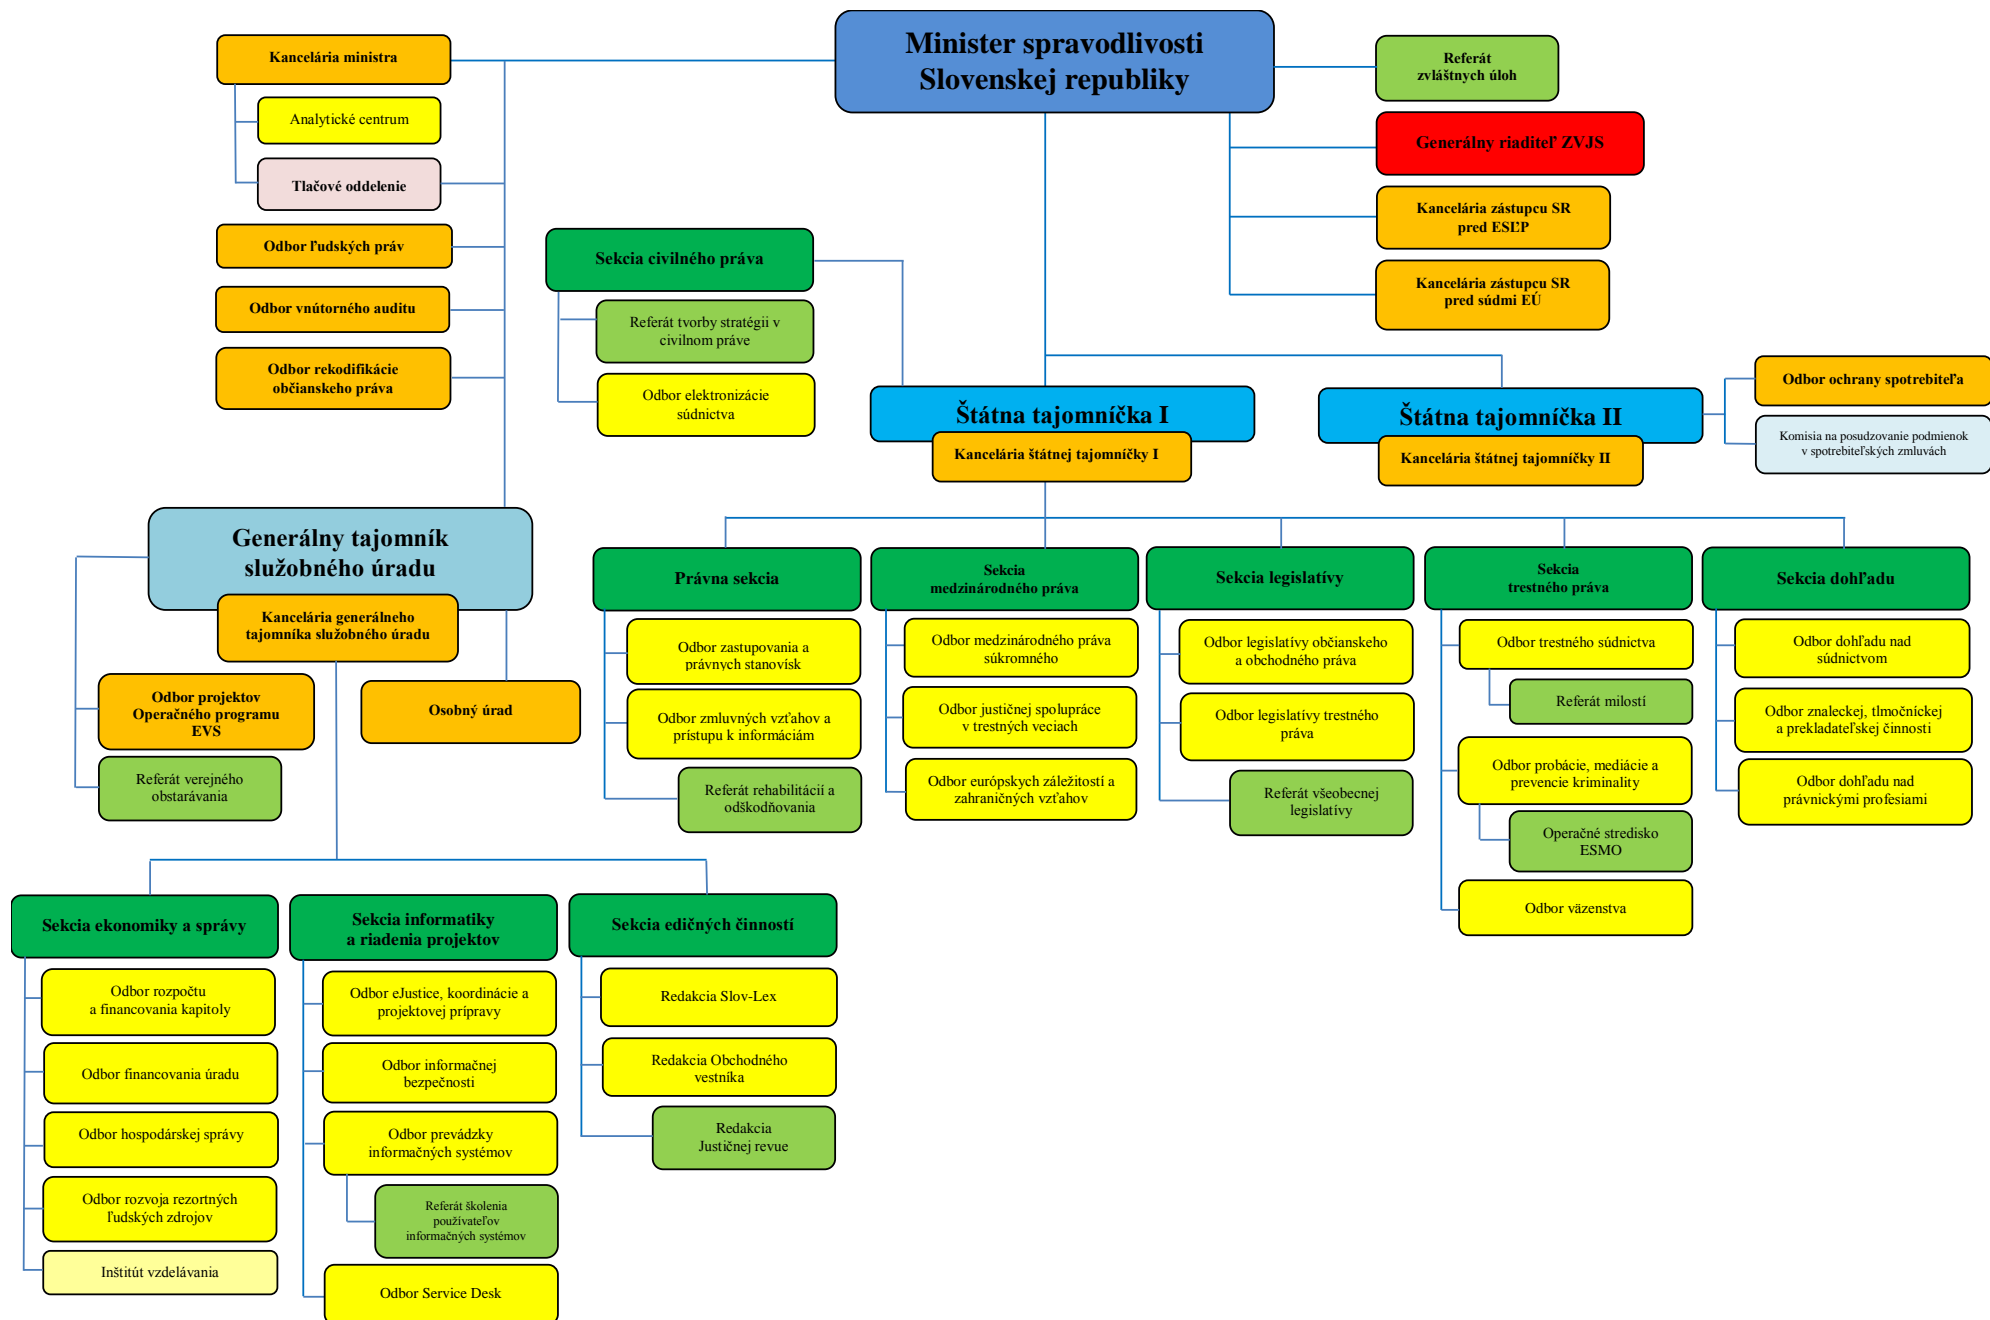 Minister spravodlivosti
Slovenskej republiky
Kancelária ministra
Analytické centrum
Tlačové oddelenie
Odbor ľudských práv
Odbor vnútorného auditu
Odbor rekodifikácie
občianskeho práva
Referát
zvláštnych úloh
Generálny riaditeľ ZVJS
Kancelária zástupcu SR
pred ESĽP
Kancelária zástupcu SR
pred súdmi EÚ
Sekcia civilného práva
Referát tvorby stratégii v
civilnom práve
Odbor elektronizácie
súdnictva
Štátna tajomníčka I
Kancelária štátnej tajomníčky I
Štátna tajomníčka II
Kancelária štátnej tajomníčky II
Odbor ochrany spotrebiteľa
Komisia na posudzovanie podmienok
v spotrebiteľských zmluvách
Generálny tajomník
služobného úradu
Kancelária generálneho
tajomníka služobného úradu
Odbor projektov
Operačného programu
EVS
Referát verejného
obstarávania
Osobný úrad
Právna sekcia
Odbor zastupovania a
právnych stanovísk
Odbor zmluvných vzťahov a
prístupu k informáciám
Referát rehabilitácií a
odškodňovania
Sekcia
medzinárodného práva
Odbor medzinárodného práva
súkromného
Odbor justičnej spolupráce
v trestných veciach
Odbor európskych záležitostí a
zahraničných vzťahov
Sekcia legislatívy
Odbor legislatívy občianskeho
a obchodného práva
Odbor legislatívy trestného
práva
Referát všeobecnej
legislatívy
Sekcia
trestného práva
Odbor trestného súdnictva
Referát milostí
Odbor probácie, mediácie a
prevencie kriminality
Operačné stredisko
ESMO
Odbor väzenstva
Sekcia dohľadu
Odbor dohľadu nad
súdnictvom
Odbor znaleckej, tlmočníckej
a prekladateľskej činnosti
Odbor dohľadu nad
právnickými profesiami
Sekcia ekonomiky a správy
Odbor rozpočtu
a financovania kapitoly
Odbor financovania úradu
Odbor hospodárskej správy
Odbor rozvoja rezortných
ľudských zdrojov
Inštitút vzdelávania
Sekcia informatiky
a riadenia projektov
Odbor eJustice, koordinácie a
projektovej prípravy
Odbor informačnej
bezpečnosti
Odbor prevádzky
informačných systémov
Referát školenia
používateľov
informačných systémov
Odbor Service Desk
Sekcia edičných činností
Redakcia Slov-Lex
Redakcia Obchodného
vestníka
Redakcia
Justičnej revue